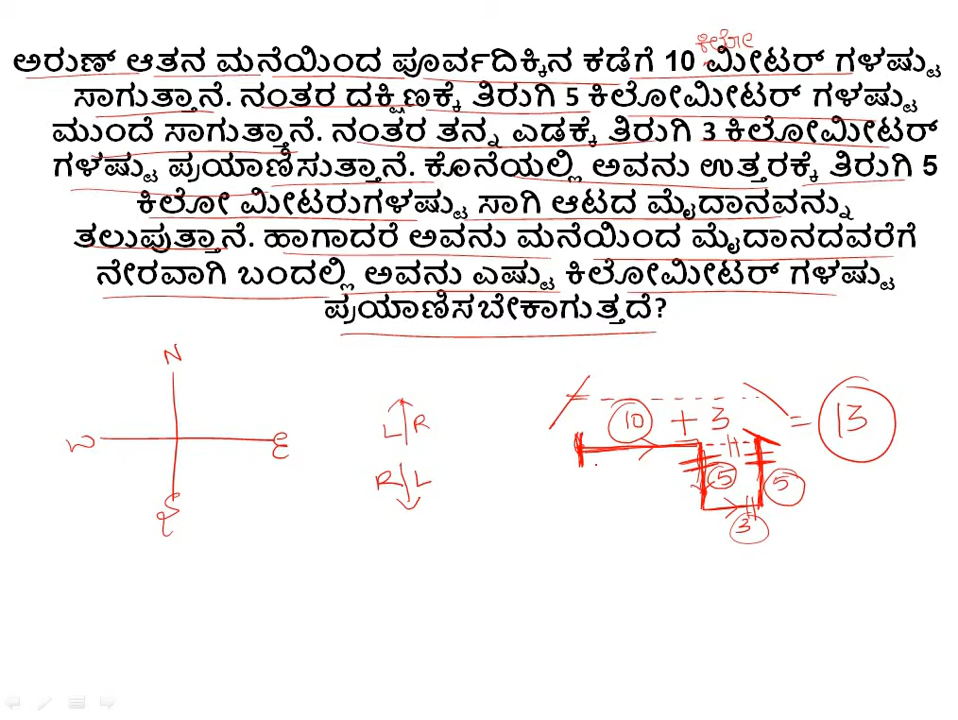 ಕಿಲೋ
ಅರುಣ್ ಆತನ ಮನೆಯಿಂದ ಪೂರ್ವದಿಕ್ಕಿನ ಕಡೆಗೆ 10 ಮೀಟರ್ ಗಳಷ್ಟು
ಸಾಗುತ್ತಾನೆ. ನಂತರ ದಕ್ಷಿಣಕ್ಕೆ ತಿರುಗಿ 5 ಕಿಲೋಮೀಟರ್ ಗಳಷ್ಟು
ಮುಂದೆ ಸಾಗುತ್ತಾನೆ. ನಂತರ ತನ್ನ ಎಡಕ್ಕೆ ತಿರುಗಿ 3 ಕಿಲೋಮೀಟರ್
ಗಳಷ್ಟು ಪ್ರಯಾಣಿಸುತ್ತಾನೆ. ಕೊನೆಯಲ್ಲಿ ಅವನು ಉತ್ತರಕ್ಕೆ ತಿರುಗಿ 5
ಕಿಲೋ ಮೀಟರುಗಳಷ್ಟು ಸಾಗಿ ಆಟದ ಮೈದಾನವನ್ನು
ತಲುಪುತ್ತಾನೆ. ಹಾಗಾದರೆ ಅವನು ಮನೆಯಿಂದ ಮೈದಾನದವರೆಗೆ
ನೇರವಾಗಿ ಬಂದಲ್ಲಿ ಅವನು ಎಷ್ಟು ಕಿಲೋಮೀಟರ್ ಗಳಷ್ಟು
ಪ್ರಯಾಣಿಸಬೇಕಾಗುತ್ತದೆ?
N
W E
S
L R
R L
10 + 3 = 13
5 5
3